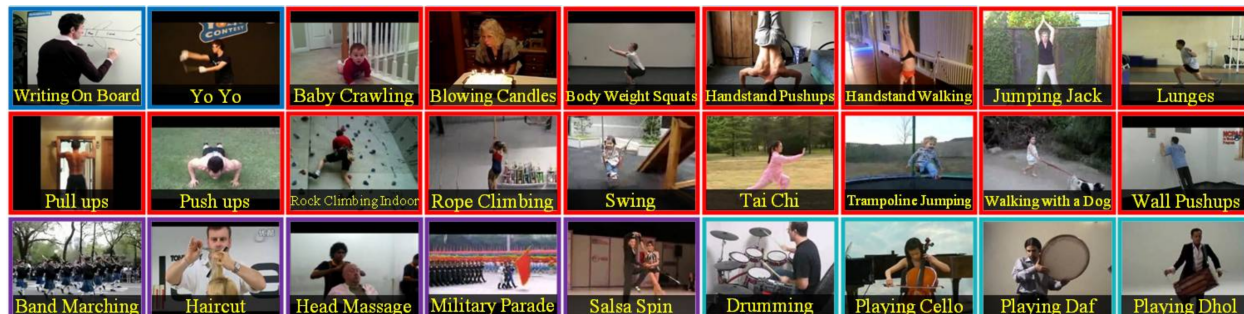 CONTEST
Writing On Board
Yo Yo
Baby Crawling
Blowing Candles
Body Weight Squats
Handstand Pushups
Handstand Walking
Jumping Jack
Lunges
Pull ups
Push ups
Rock Climbing Indoor
Rope Climbing
Swing
Tai Chi
Trampoline Jumping
Walking with a Dog
Wall Pushups
Band Marching
Haircut
Head Massage
Military Parade
Salsa Spin
Drumming
Playing Cello
Playing Daf
Playing Dhol